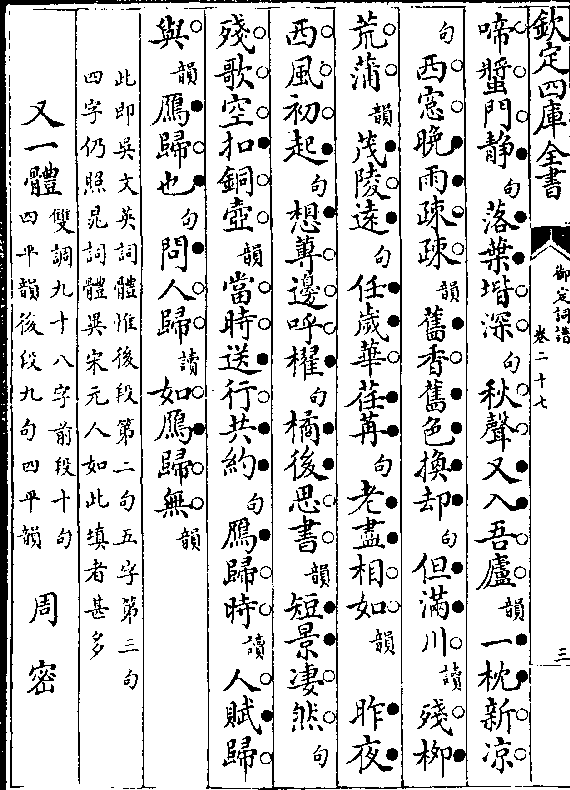 欽定四庫全書
御定詞譜
卷二十七
三
啼螿門静句落葉堦深句秋聲又入吾廬韻一枕新凉
句西窓晚雨疎疎韻舊香舊色換却句但滿川讀殘栁
荒蒲韻茂陵逺句任歲華荏苒句老盡相如韻昨夜
西風初起句想蓴邊呼櫂句橘後思書韻短景凄然句
殘歌空扣銅壺韻當時送行共約句鴈歸時讀人賦歸
與韻鴈歸也句問人歸讀如鴈歸無韻
此即吳文英詞體惟後段第二句五字第三句
四字仍照晁詞體異宋元人如此填者甚多
又一體雙調九十八字前段十句
四平韻後段九句四平韻周密